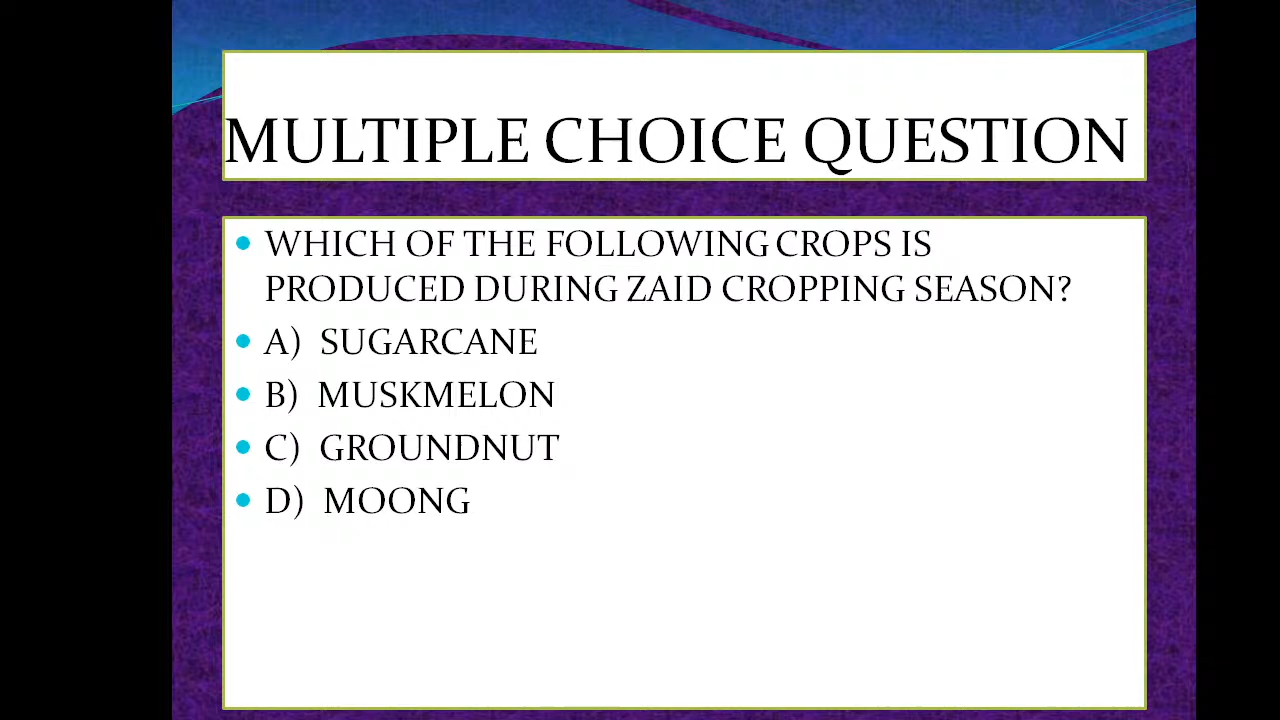 MULTIPLE CHOICE QUESTION
WHICH OF THE FOLLOWING CROPS IS
PRODUCED DURING ZAID CROPPING SEASON?
A) SUGARCANE
B) MUSKMELON
C) GROUNDNUT
D) MOONG